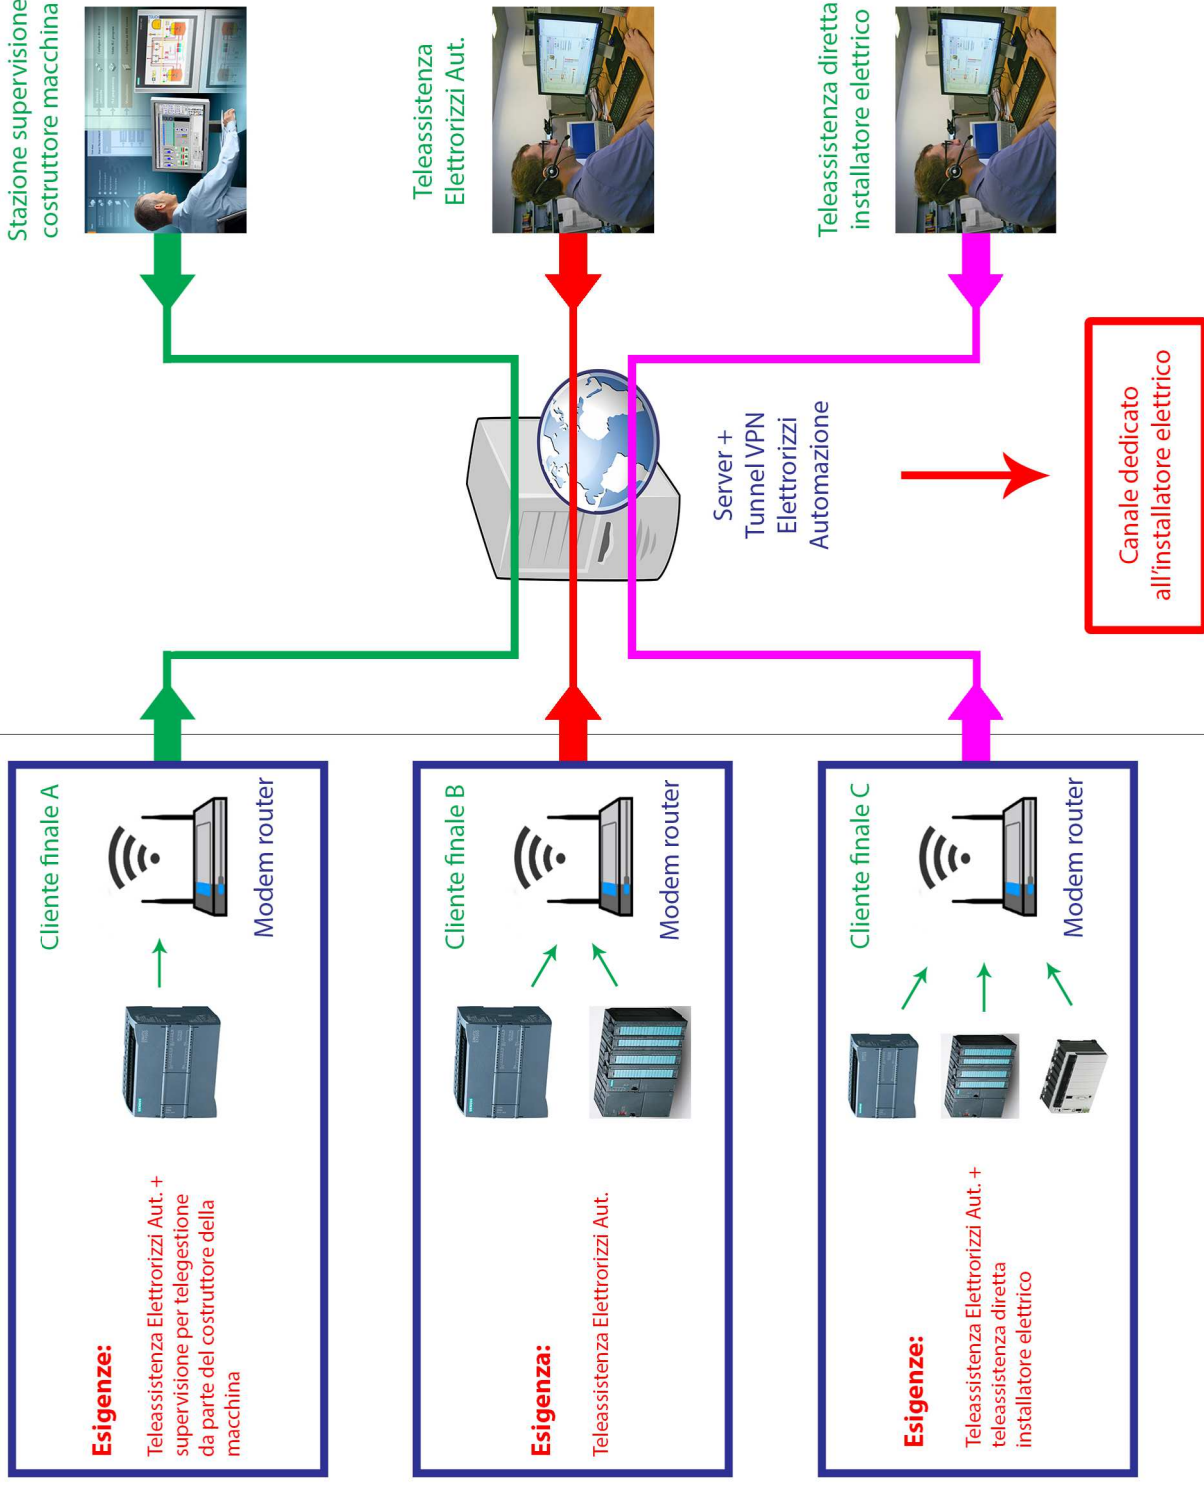 Esigenze:
Teleassistenza Elettrorizzi Aut. +
supervisione per telegestione
da parte del costruttore della
macchina
Cliente finale A
Modem router
Stazione supervisione
costruttore macchina
Esigenza:
Teleassistenza Elettrorizzi Aut.
Cliente finale B
Modem router
Teleassistenza
Elettrorizzi Aut.
Server +
Tunnel VPN
Elettrorizzi
Automazione
Esigenze:
Teleassistenza Elettrorizzi Aut. +
teleassistenza diretta
installatore elettrico
Cliente finale C
Modem router
Teleassistenza diretta
installatore elettrico
Canale dedicato
all'installatore elettrico